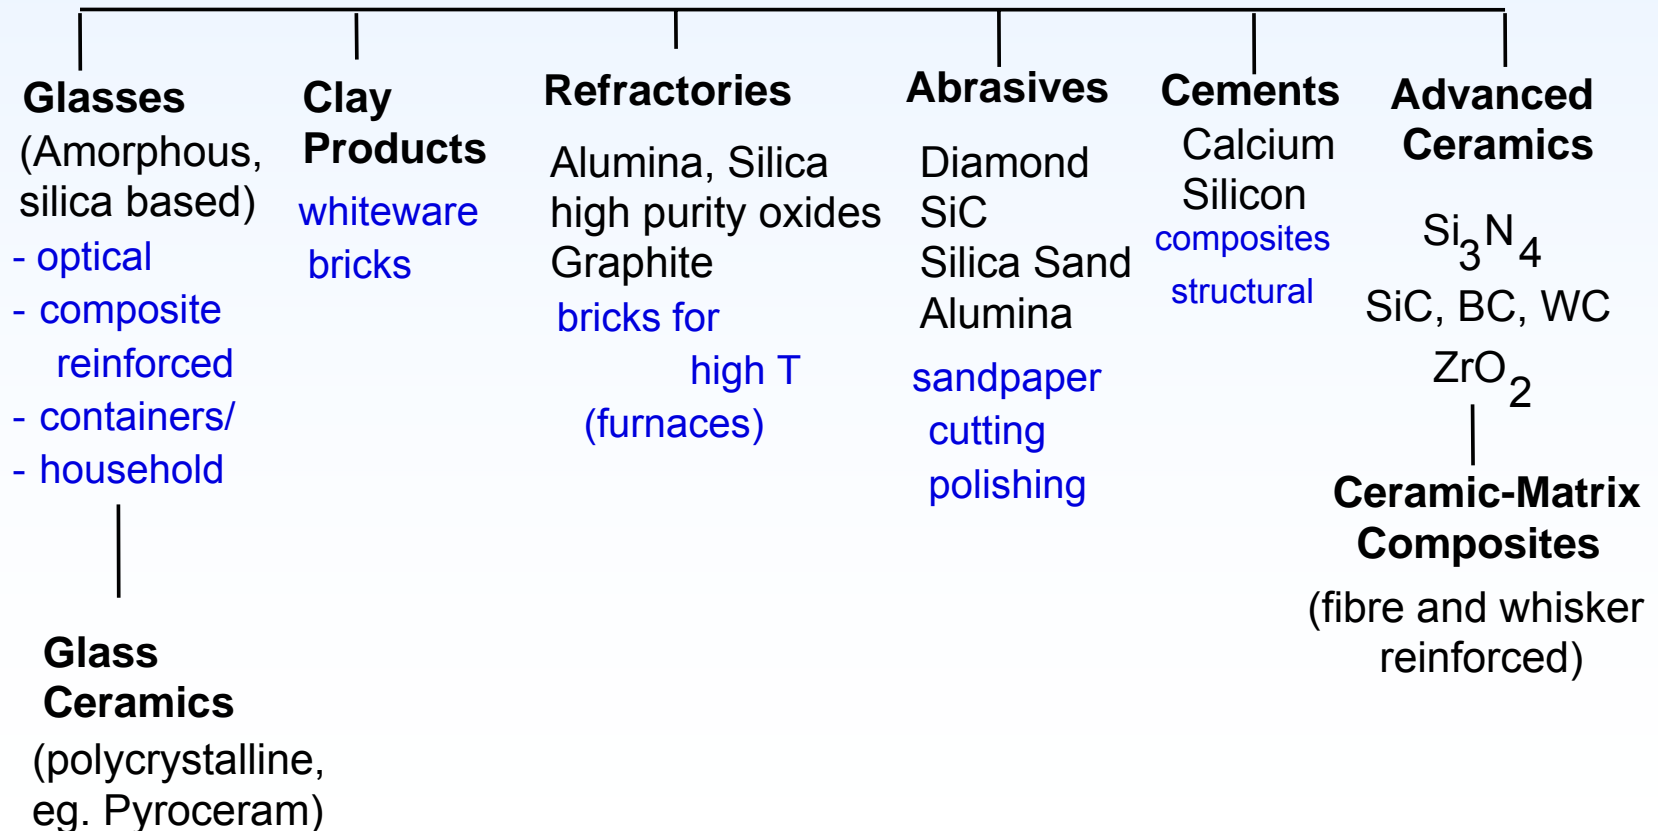 Glasses
(Amorphous,
silica based)
- optical
- composite
reinforced
- containers/
- household
Glass
Ceramics
(polycrystalline,
eg. Pyroceram)
Clay
Products
whiteware
bricks
Refractories
Alumina, Silica
high purity oxides
Graphite
bricks for
high T
(furnaces)
Abrasives
Diamond
SiC
Silica Sand
Alumina
sandpaper
cutting
polishing
Cements
Calcium
Silicon
composites
structural
Advanced
Ceramics
Si3N4
SiC, BC, WC
ZrO2
Ceramic-Matrix
Composites
(fibre and whisker
reinforced)